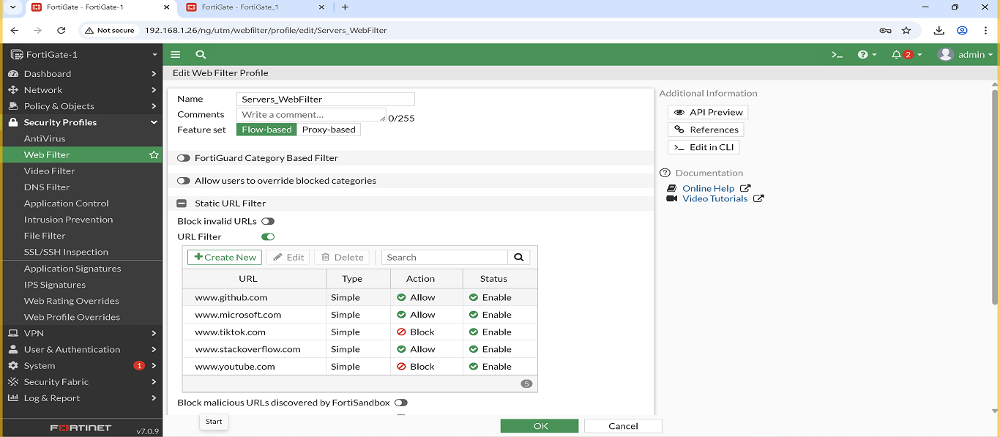 FortiGate - FortiGate-1
FortiGate - FortiGate_1
Not secure 192.168.1.26/ng/utm/webfilter/profile/edit/Servers_WebFilter
FortiGate-1
Dashboard
Network
Policy & Objects
Security Profiles
AntiVirus
Web Filter
Video Filter
DNS Filter
Application Control
Intrusion Prevention
File Filter
SSL/SSH Inspection
Application Signatures
IPS Signatures
Web Rating Overrides
Web Profile Overrides
VPN
User & Authentication
System 1
Security Fabric
Log & Report
FORTINET v7.0.9
2 admin
Edit Web Filter Profile
Name Servers_WebFilter
Comments Write a comment... 0/255
Feature set Flow-based Proxy-based
FortiGuard Category Based Filter
Allow users to override blocked categories
Static URL Filter
Block invalid URLs
URL Filter
+Create New Edit Delete Search
URL Type Action Status
www.github.com Simple Allow Enable
www.microsoft.com Simple Allow Enable
www.tiktok.com Simple Block Enable
www.stackoverflow.com Simple Allow Enable
www.youtube.com Simple Block Enable
5
Block malicious URLs discovered by FortiSandbox
Start
OK Cancel
Additional Information
API Preview
References
>_ Edit in CLI
Documentation
Online Help
Video Tutorials